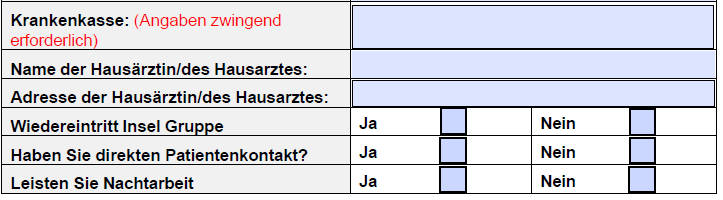 Krankenkasse: (Angaben zwingend
erforderlich)
Name der Hausärztin/des Hausarztes:
Adresse der Hausärztin/des Hausarztes:
Wiedereintritt Insel Gruppe Ja Nein
Haben Sie direkten Patientenkontakt? Ja Nein
Leisten Sie Nachtarbeit Ja Nein